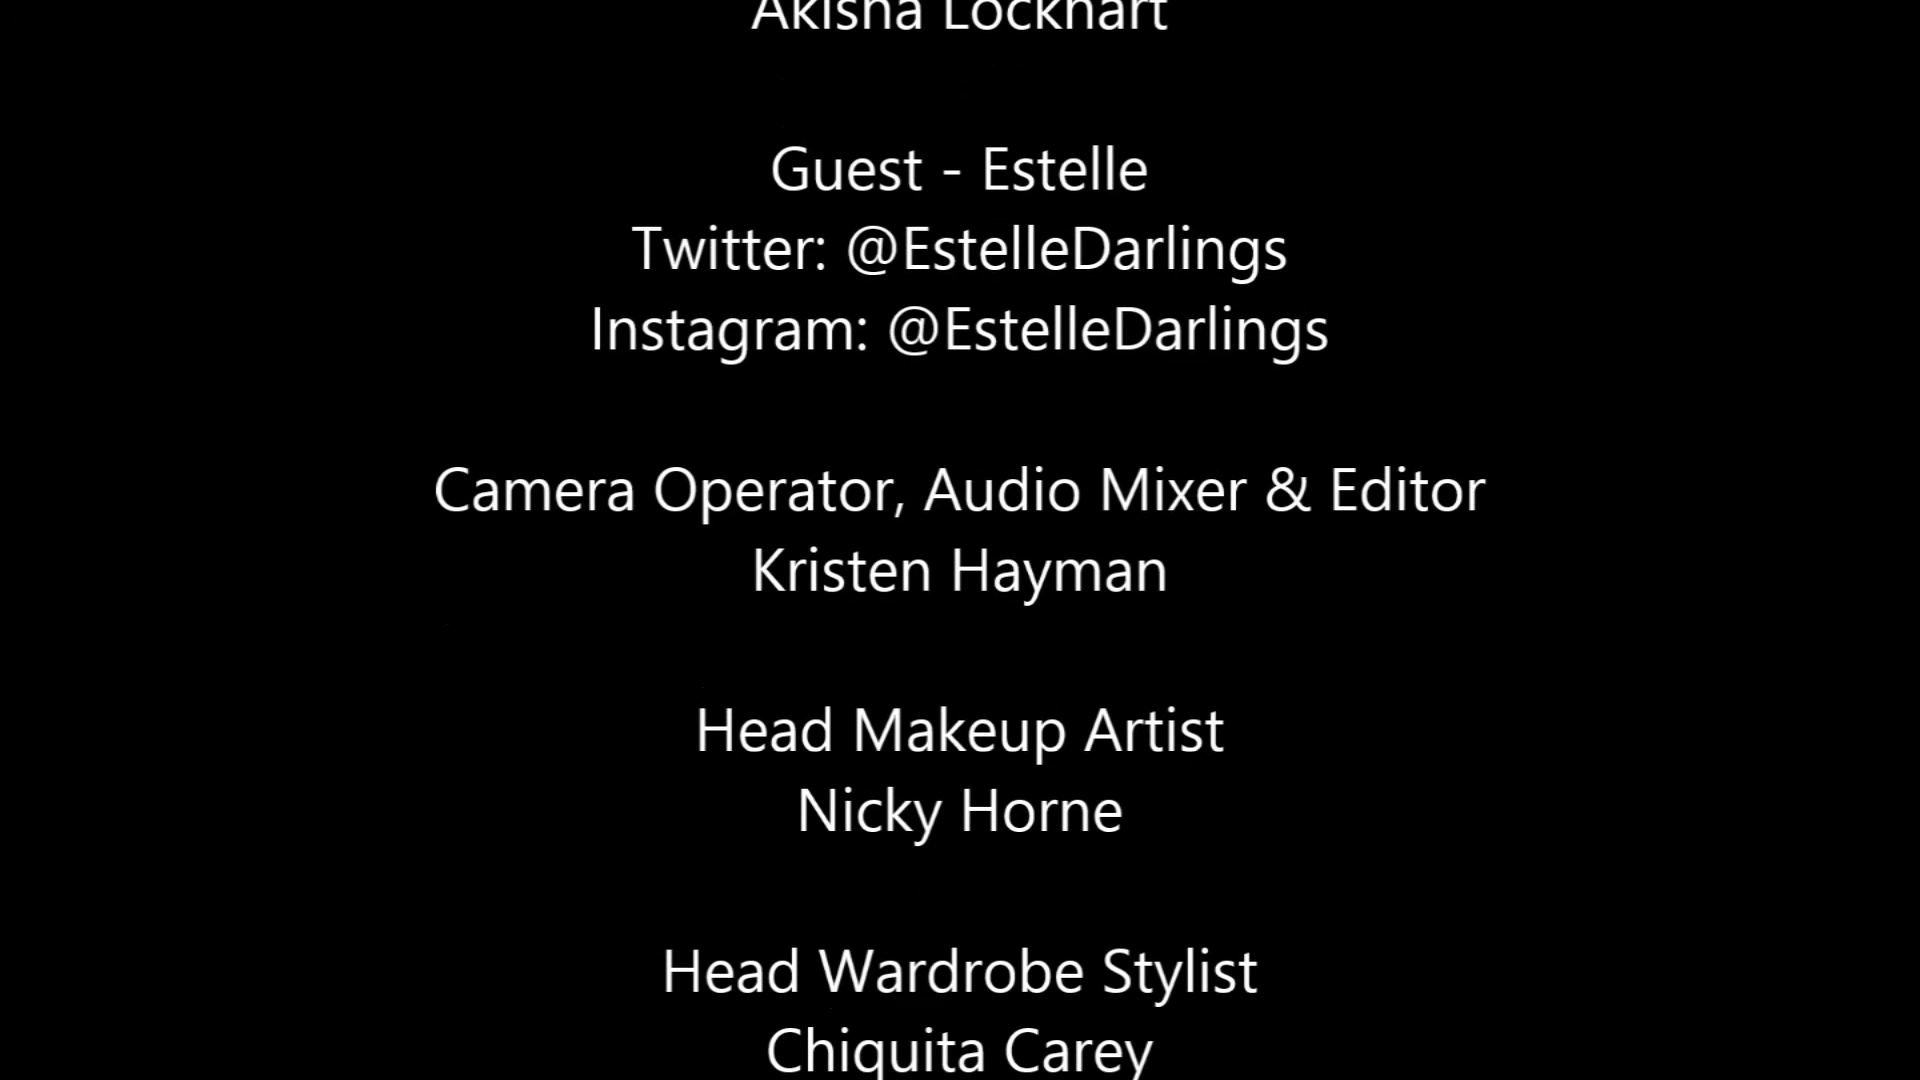 Akisha Lockhart
Guest - Estelle
Twitter: @EstelleDarlings
Instagram: @EstelleDarlings
Camera Operator, Audio Mixer & Editor
Kristen Hayman
Head Makeup Artist
Nicky Horne
Head Wardrobe Stylist
Chiquita Carey